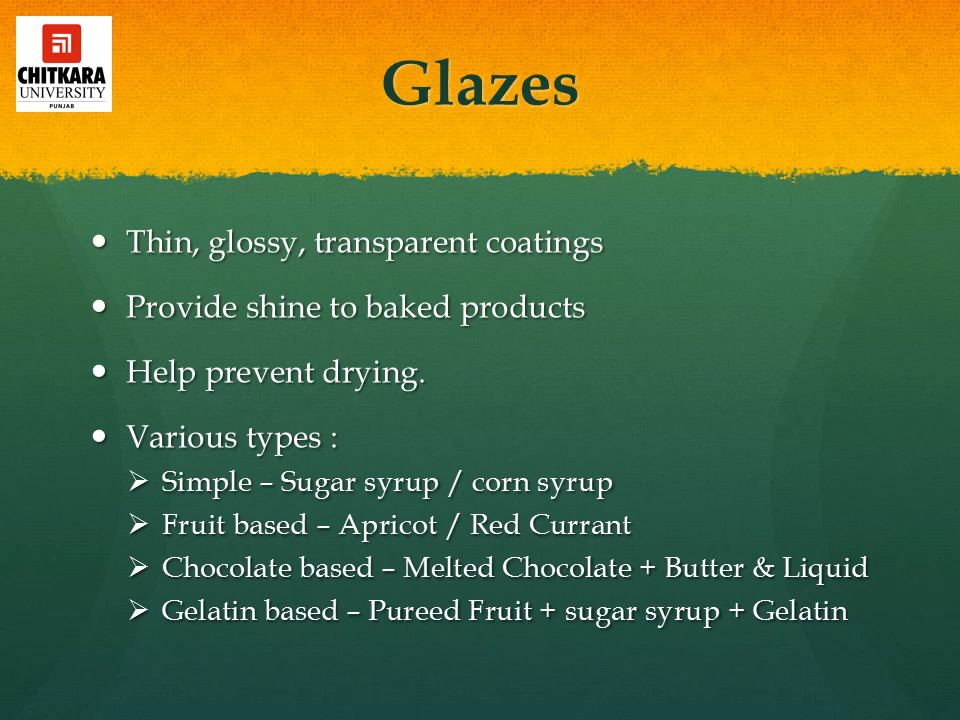 CHITKARA
UNIVERSITY
PUNJAB
Glazes
• Thin, glossy, transparent coatings
• Provide shine to baked products
• Help prevent drying.
• Various types :
➢ Simple – Sugar syrup / corn syrup
➢ Fruit based – Apricot / Red Currant
➢ Chocolate based – Melted Chocolate + Butter & Liquid
➢ Gelatin based – Pureed Fruit + sugar syrup + Gelatin